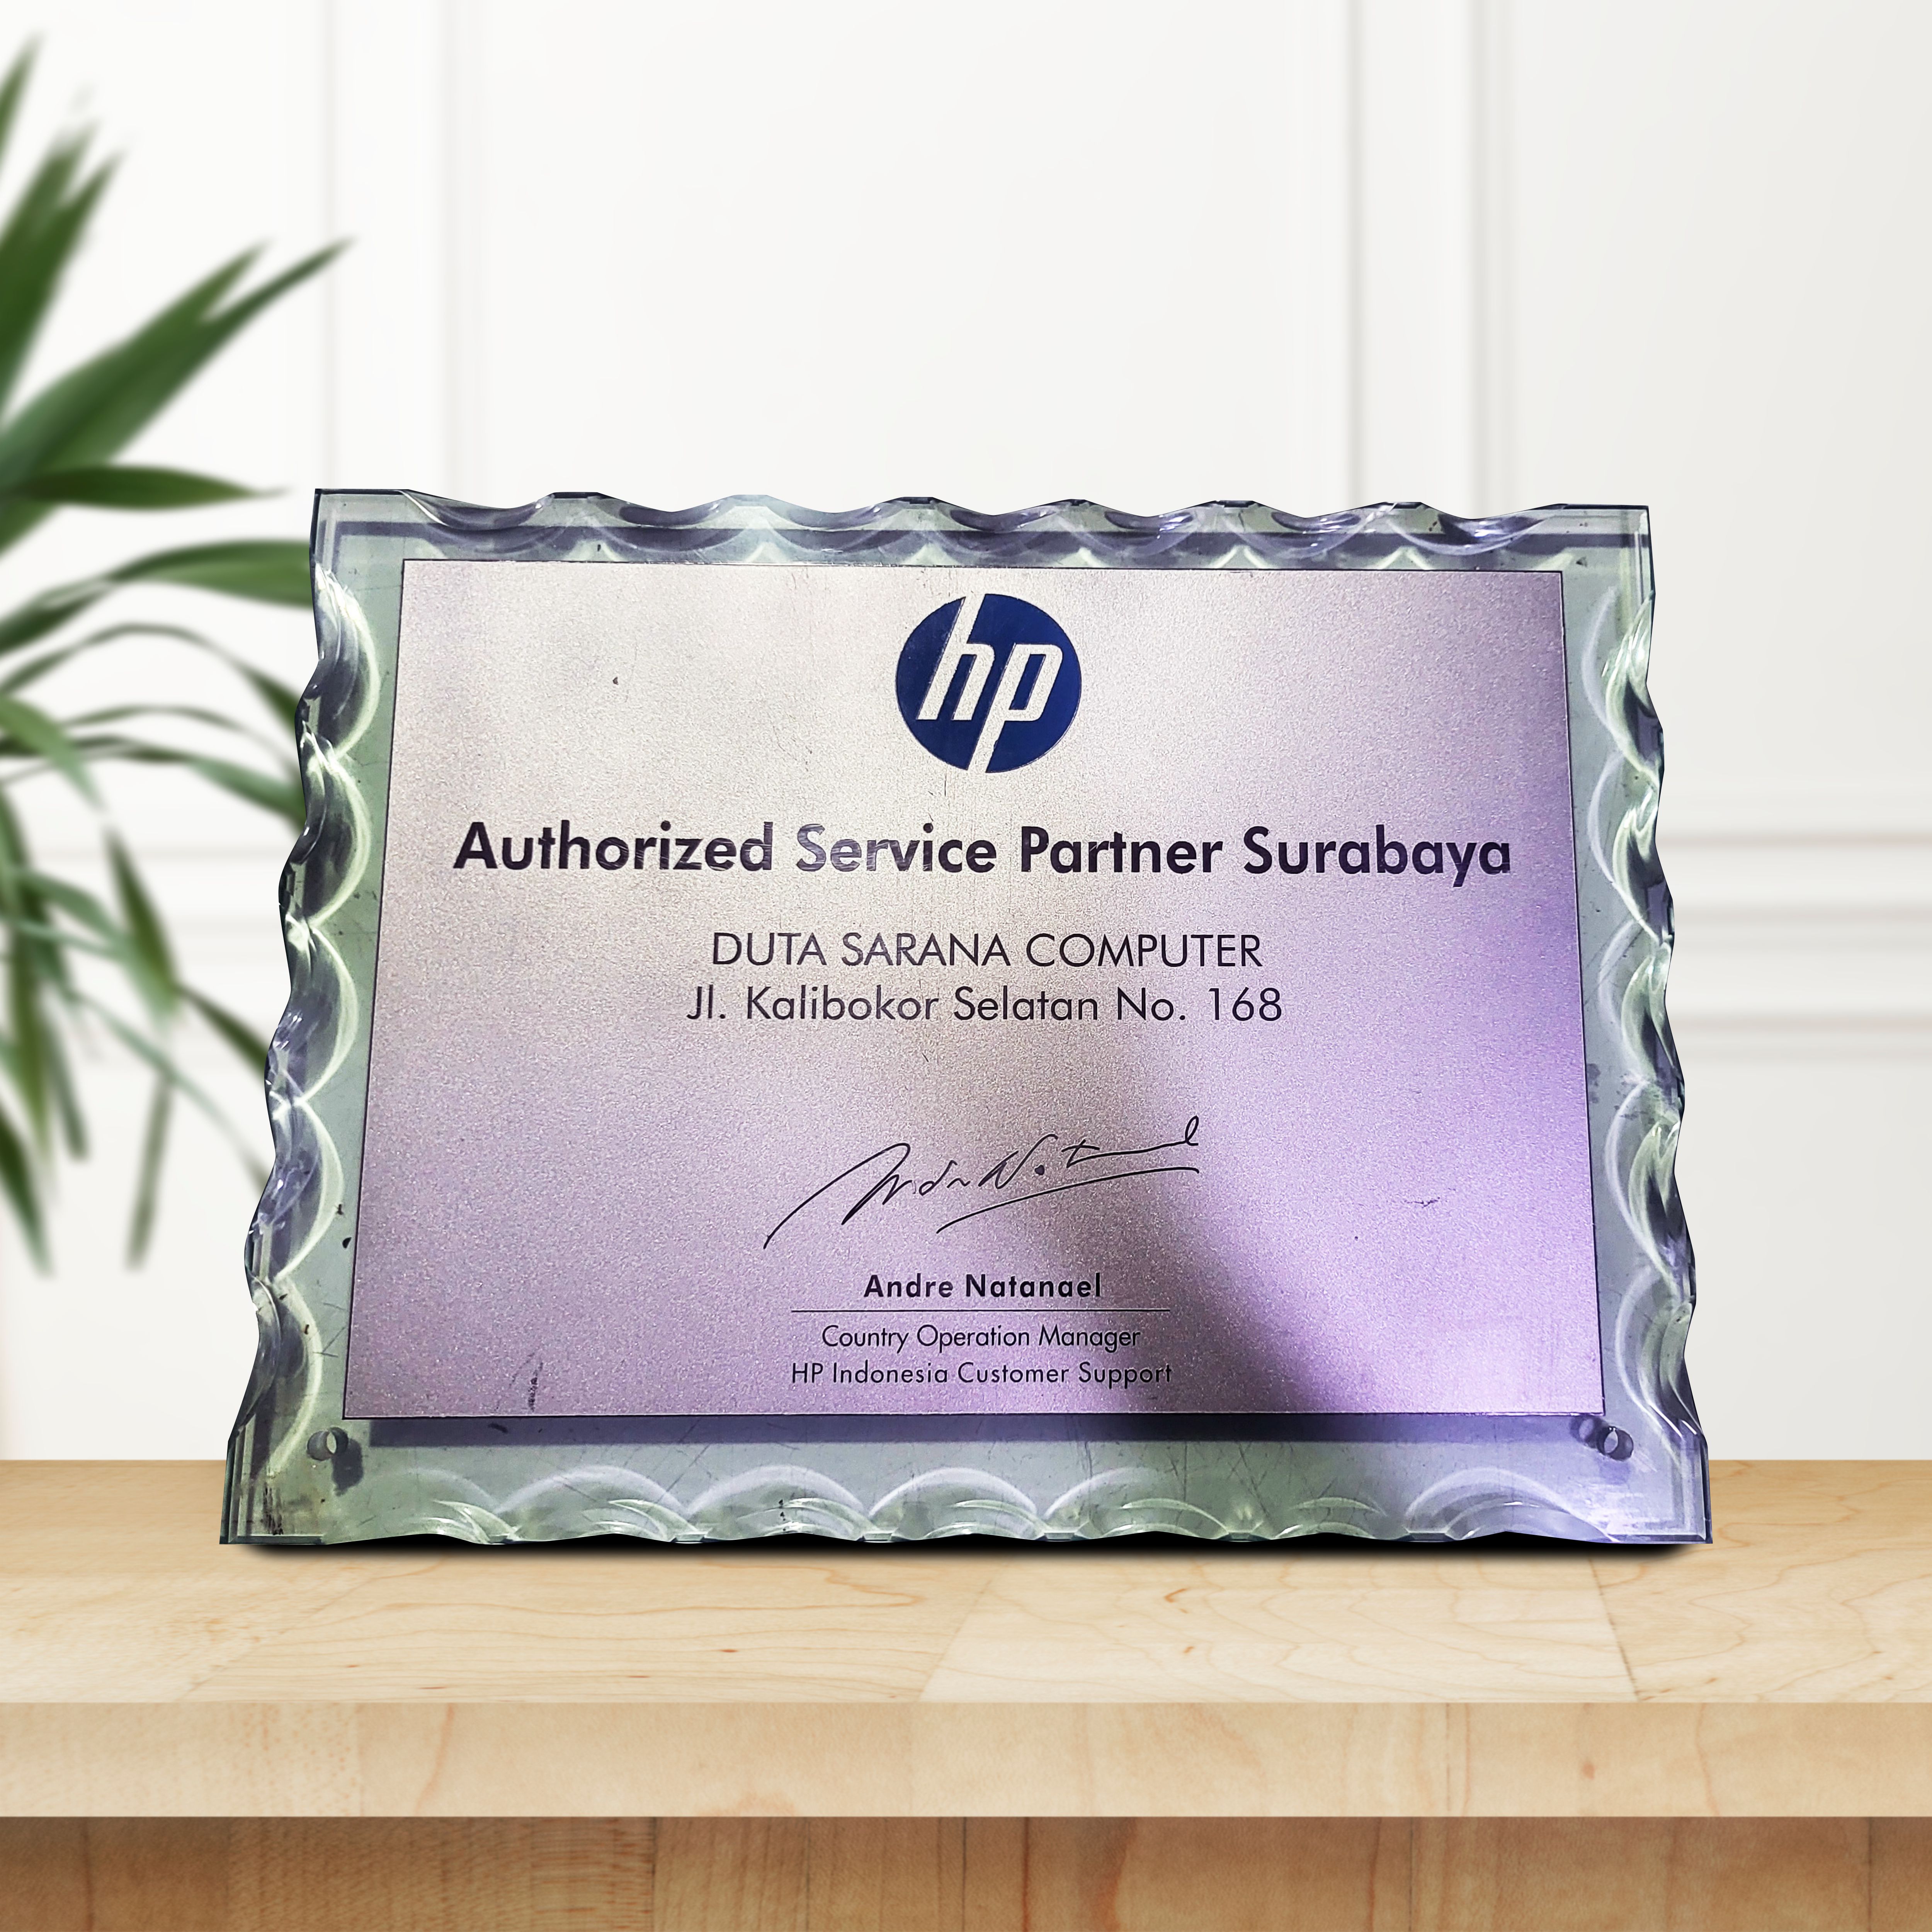 hp
Authorized Service Partner Surabaya
DUTA SARANA COMPUTER
Jl. Kalibokor Selatan No. 168
Andre Natanael
Country Operation Manager
HP Indonesia Customer Support